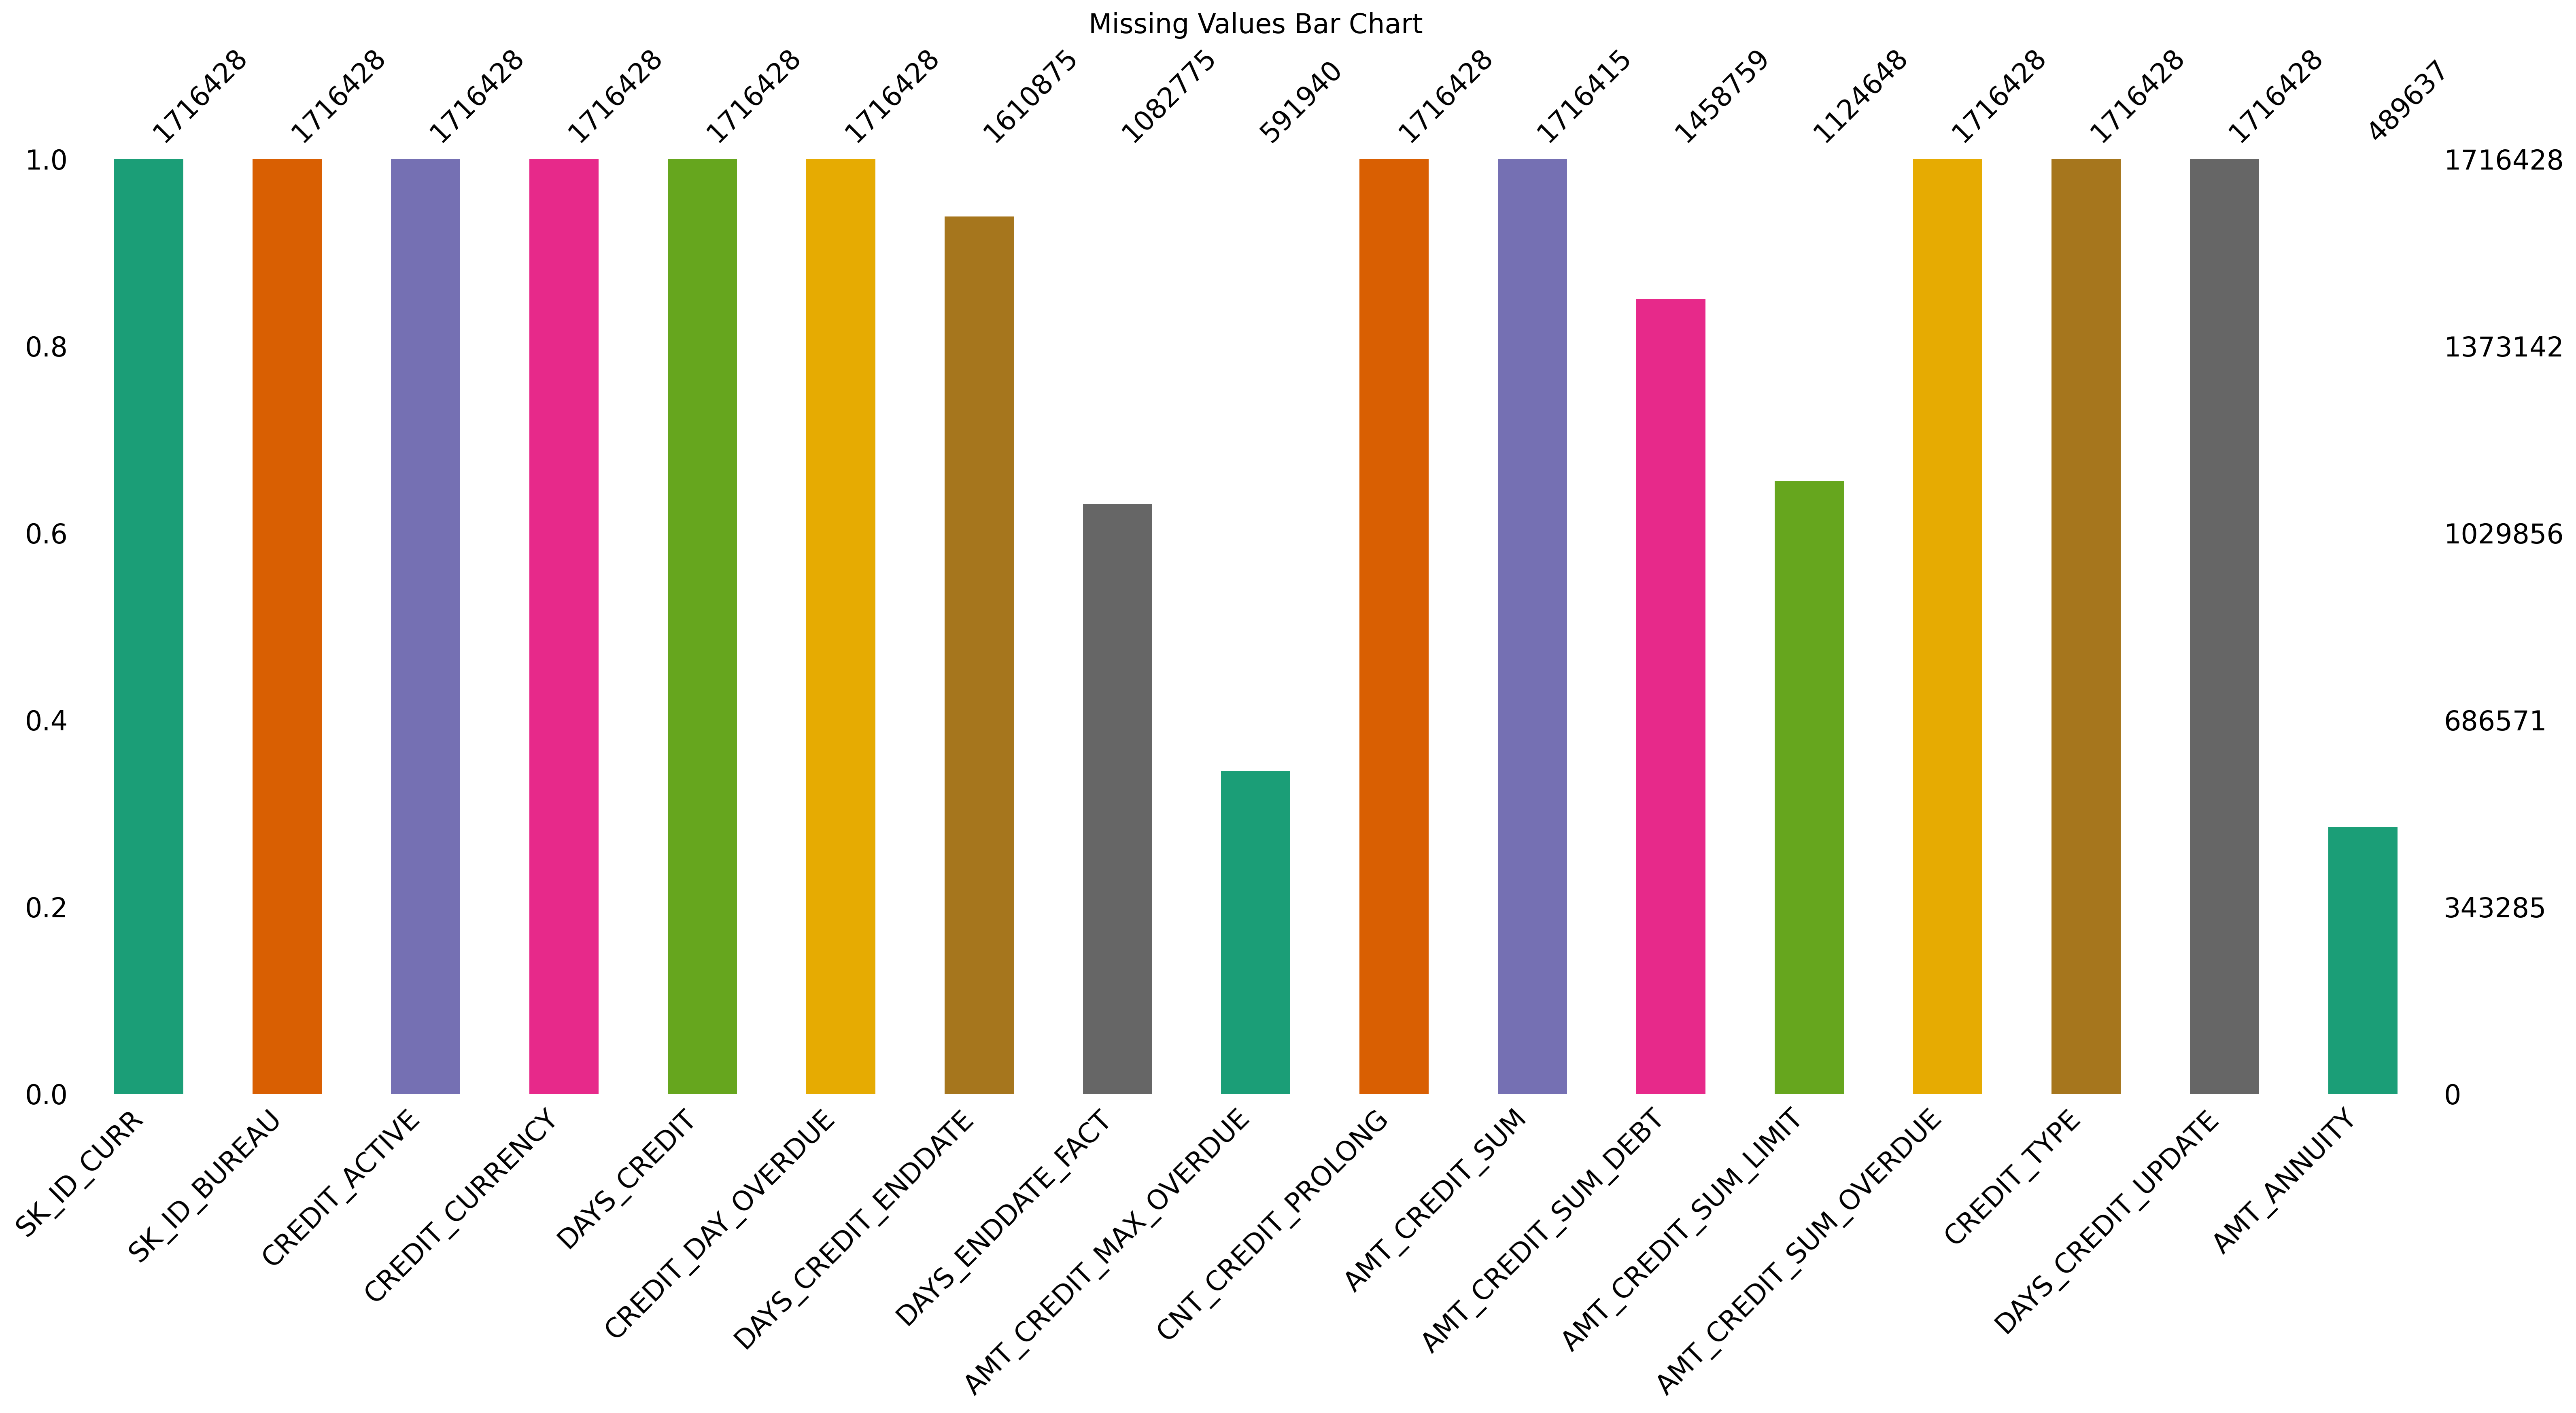 Missing Values Bar Chart
1716428
1716428
1716428
1716428
1716428
1716428
1610875
1082775
591940
1716428
1716415
1458759
1124648
1716428
1716428
1716428
489637
1.0
0.8
0.6
0.4
0.2
0.0
1716428
1373142
1029856
686571
343285
0
SK_ID_CURR
SK_ID_BUREAU
CREDIT_ACTIVE
CREDIT_CURRENCY
DAYS_CREDIT
CREDIT_DAY_OVERDUE
DAYS_CREDIT_ENDDATE
DAYS_ENDDATE_FACT
AMT_CREDIT_MAX_OVERDUE
CNT_CREDIT_PROLONG
AMT_CREDIT_SUM
AMT_CREDIT_SUM_DEBT
AMT_CREDIT_SUM_LIMIT
AMT_CREDIT_SUM_OVERDUE
CREDIT_TYPE
DAYS_CREDIT_UPDATE
AMT_ANNUITY